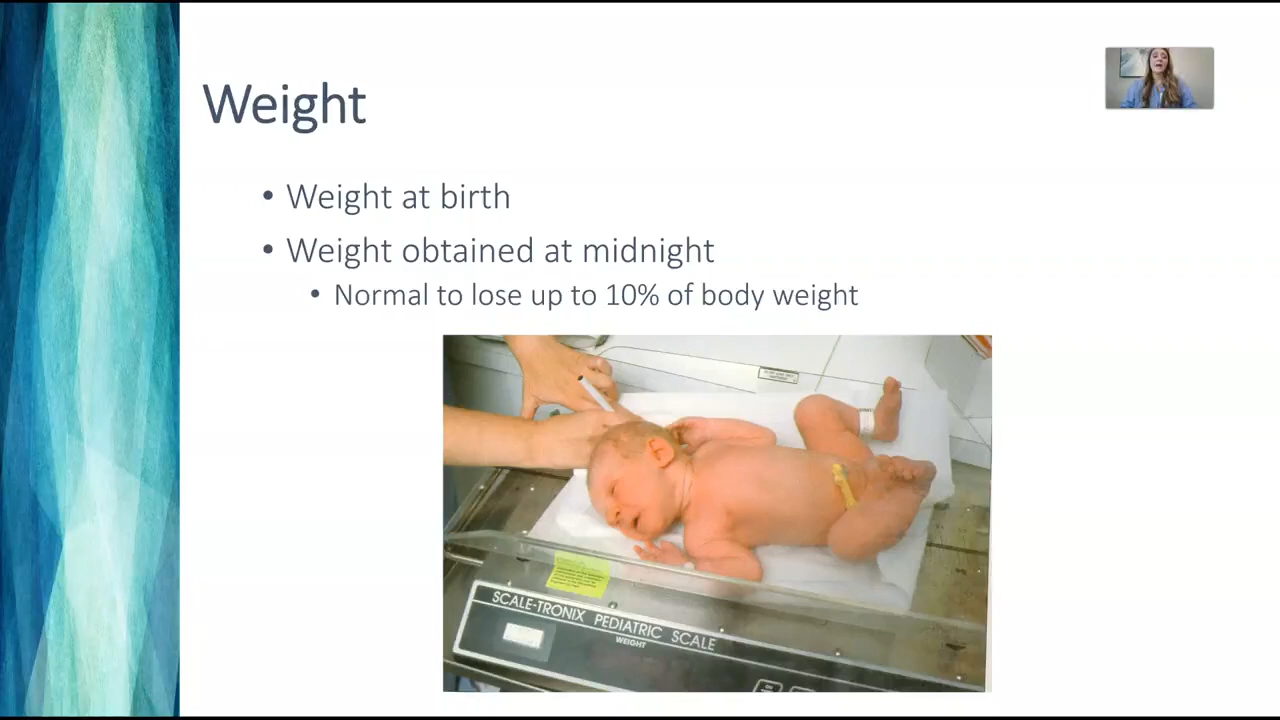 Weight
• Weight at birth
• Weight obtained at midnight
• Normal to lose up to 10% of body weight
SCALE-TRONIX PEDIATRIC SCALE
WEIGHT